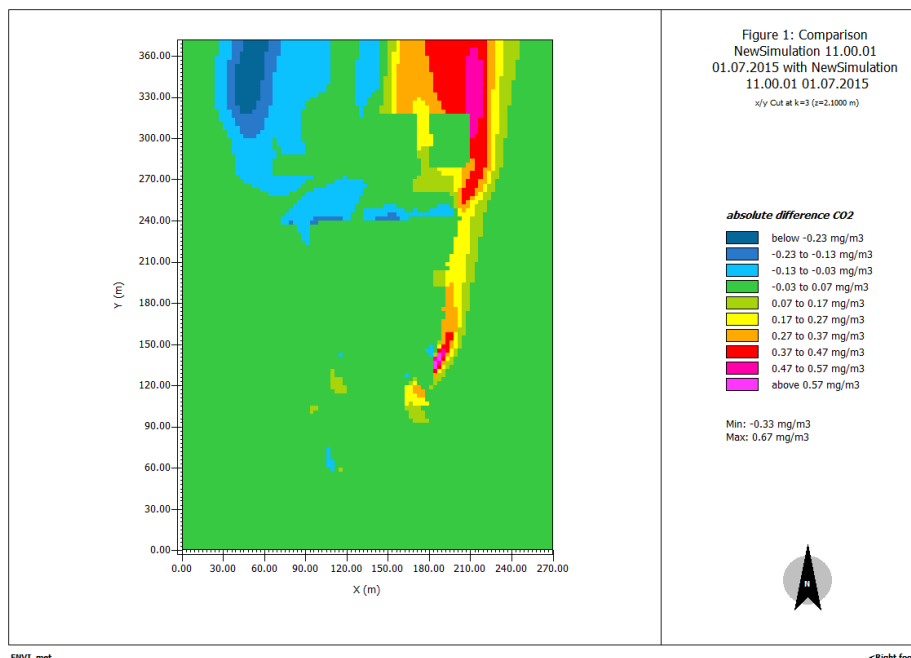 Figure 1: Comparison
NewSimulation 11.00.01
01.07.2015 with NewSimulation
11.00.01 01.07.2015
x/y Cut at k=3 (z=2.1000 m)
absolute difference CO2
below -0.23 mg/m3
-0.23 to -0.13 mg/m3
-0.13 to -0.03 mg/m3
-0.03 to 0.07 mg/m3
0.07 to 0.17 mg/m3
0.17 to 0.27 mg/m3
0.27 to 0.37 mg/m3
0.37 to 0.47 mg/m3
0.47 to 0.57 mg/m3
above 0.57 mg/m3
Min: -0.33 mg/m3
Max: 0.67 mg/m3
N
360.00
330.00
300.00
270.00
240.00
210.00
180.00
150.00
120.00
90.00
60.00
30.00
0.00
Y (m)
0.00 30.00 60.00 90.00 120.00 150.00 180.00 210.00 240.00 270.00
X (m)